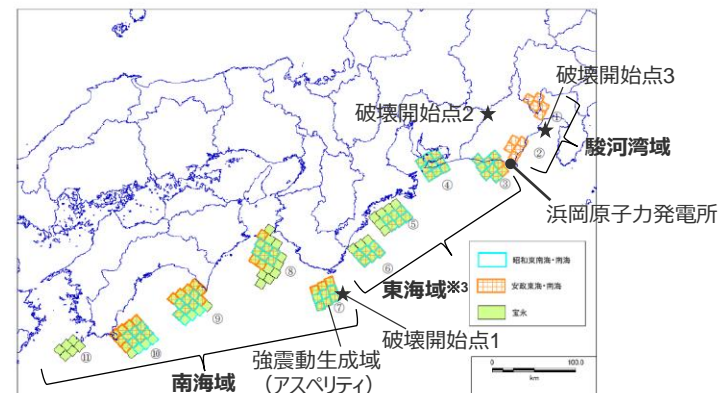 破壊開始点3
破壊開始点2
①
②
駿河湾域
④
③
浜岡原子力発電所
⑤
⑥
⑧
東海域※3
昭和東南海・南海
安政東海・南海
宝永
⑦
⑨
破壊開始点1
⑩
⑪
強震動生成域
(アスペリティ)
南海域
0 100.0
km